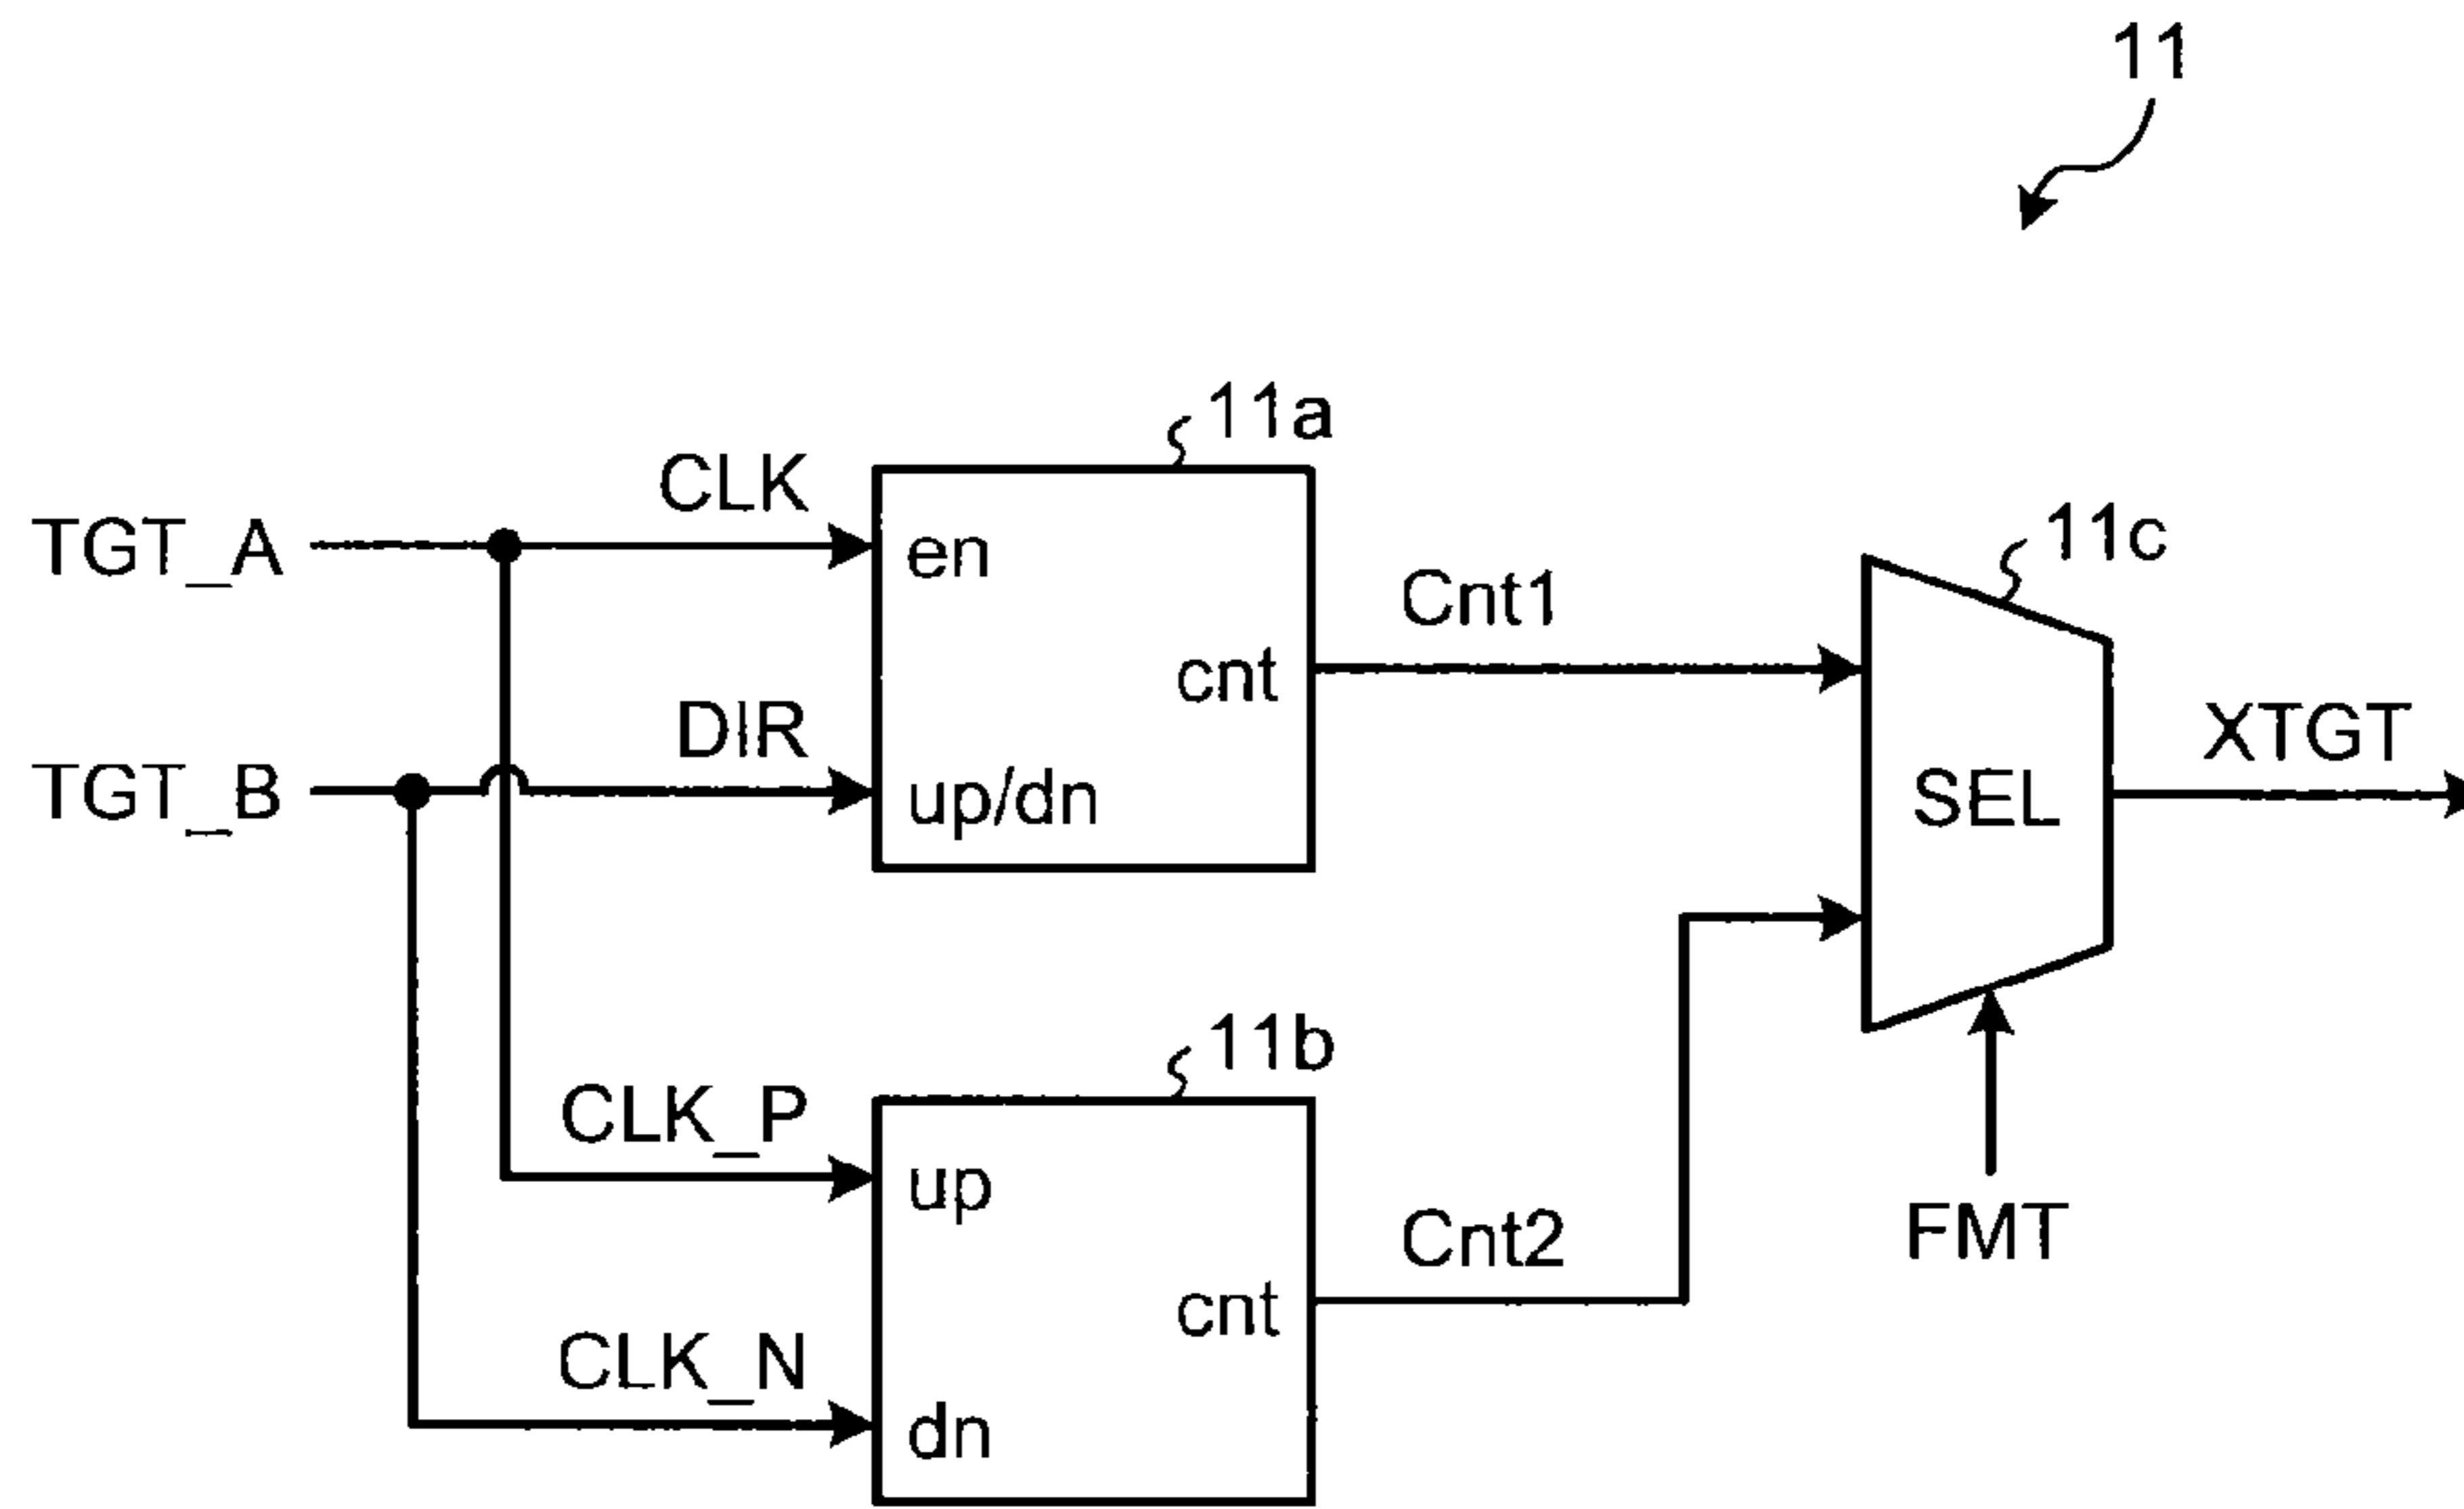 11
11a
CLK
TGT_A
en
11c
Cnt1
cnt
DIR
XTGT
TGT_B
up/dn
SEL
11b
CLK_P
up
FMT
Cnt2
cnt
CLK_N
dn